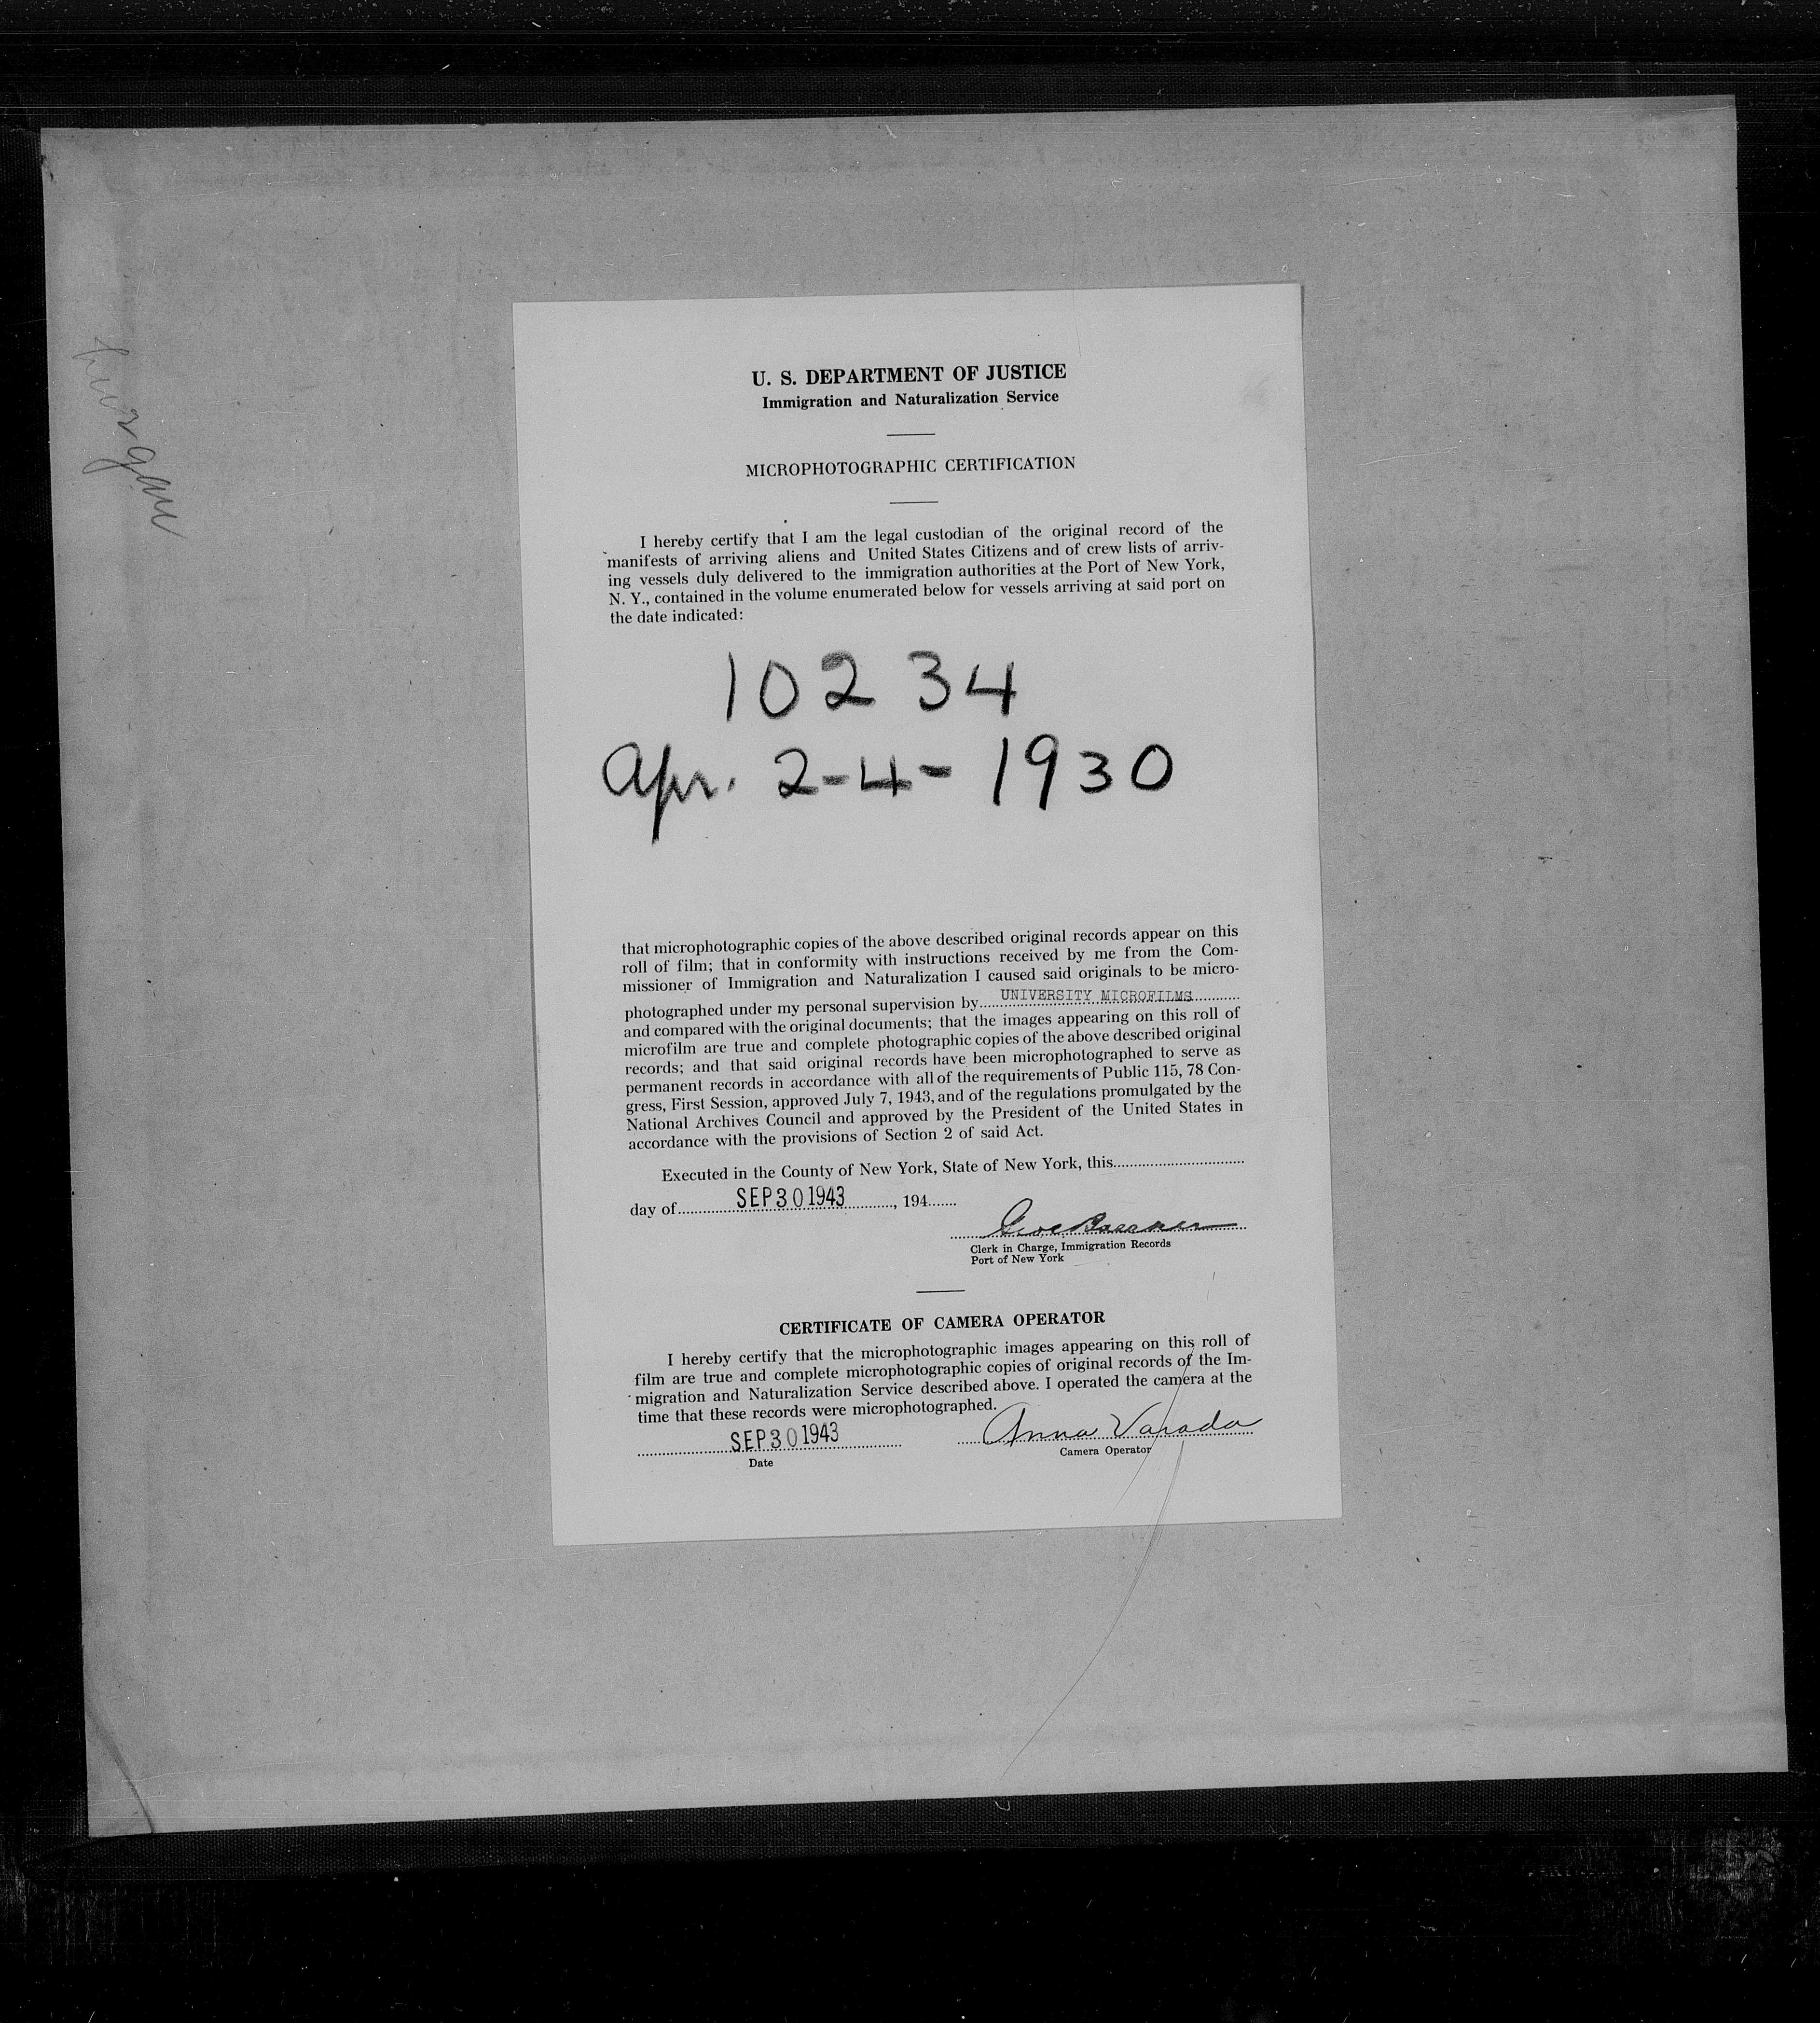 U. S. DEPARTMENT OF JUSTICE
Immigration and Naturalization Service
MICROPHOTOGRAPHIC CERTIFICATION
I hereby certify that I am the legal custodian of the original record of the
manifests of arriving aliens and United States Citizens and of crew lists of arriv-
ing vessels duly delivered to the immigration authorities at the Port of New York,
N. Y., contained in the volume enumerated below for vessels arriving at said port on
the date indicated:
10234
Apr. 2-4-1930
that microphotographic copies of the above described original records appear on this
roll of film; that in conformity with instructions received by me from the Com-
missioner of Immigration and Naturalization I caused said originals to be micro-
photographed under my personal supervision by UNIVERSITY MICROFILMS
and compared with the original documents; that the images appearing on this roll of
microfilm are true and complete photographic copies of the above described original
records; and that said original records have been microphotographed to serve as
permanent records in accordance with all of the requirements of Public 115, 78 Con-
gress, First Session, approved July 7, 1943, and of the regulations promulgated by the
National Archives Council and approved by the President of the United States in
accordance with the provisions of Section 2 of said Act.
Executed in the County of New York, State of New York, this
day of SEP 30 1943, 194
Clerk in Charge, Immigration Records
Port of New York
CERTIFICATE OF CAMERA OPERATOR
I hereby certify that the microphotographic images appearing on this roll of
film are true and complete microphotographic copies of original records of the Im-
migration and Naturalization Service described above. I operated the camera at the
time that these records were microphotographed.
SEP 30 1943 Anna Varada
Date Camera Operator